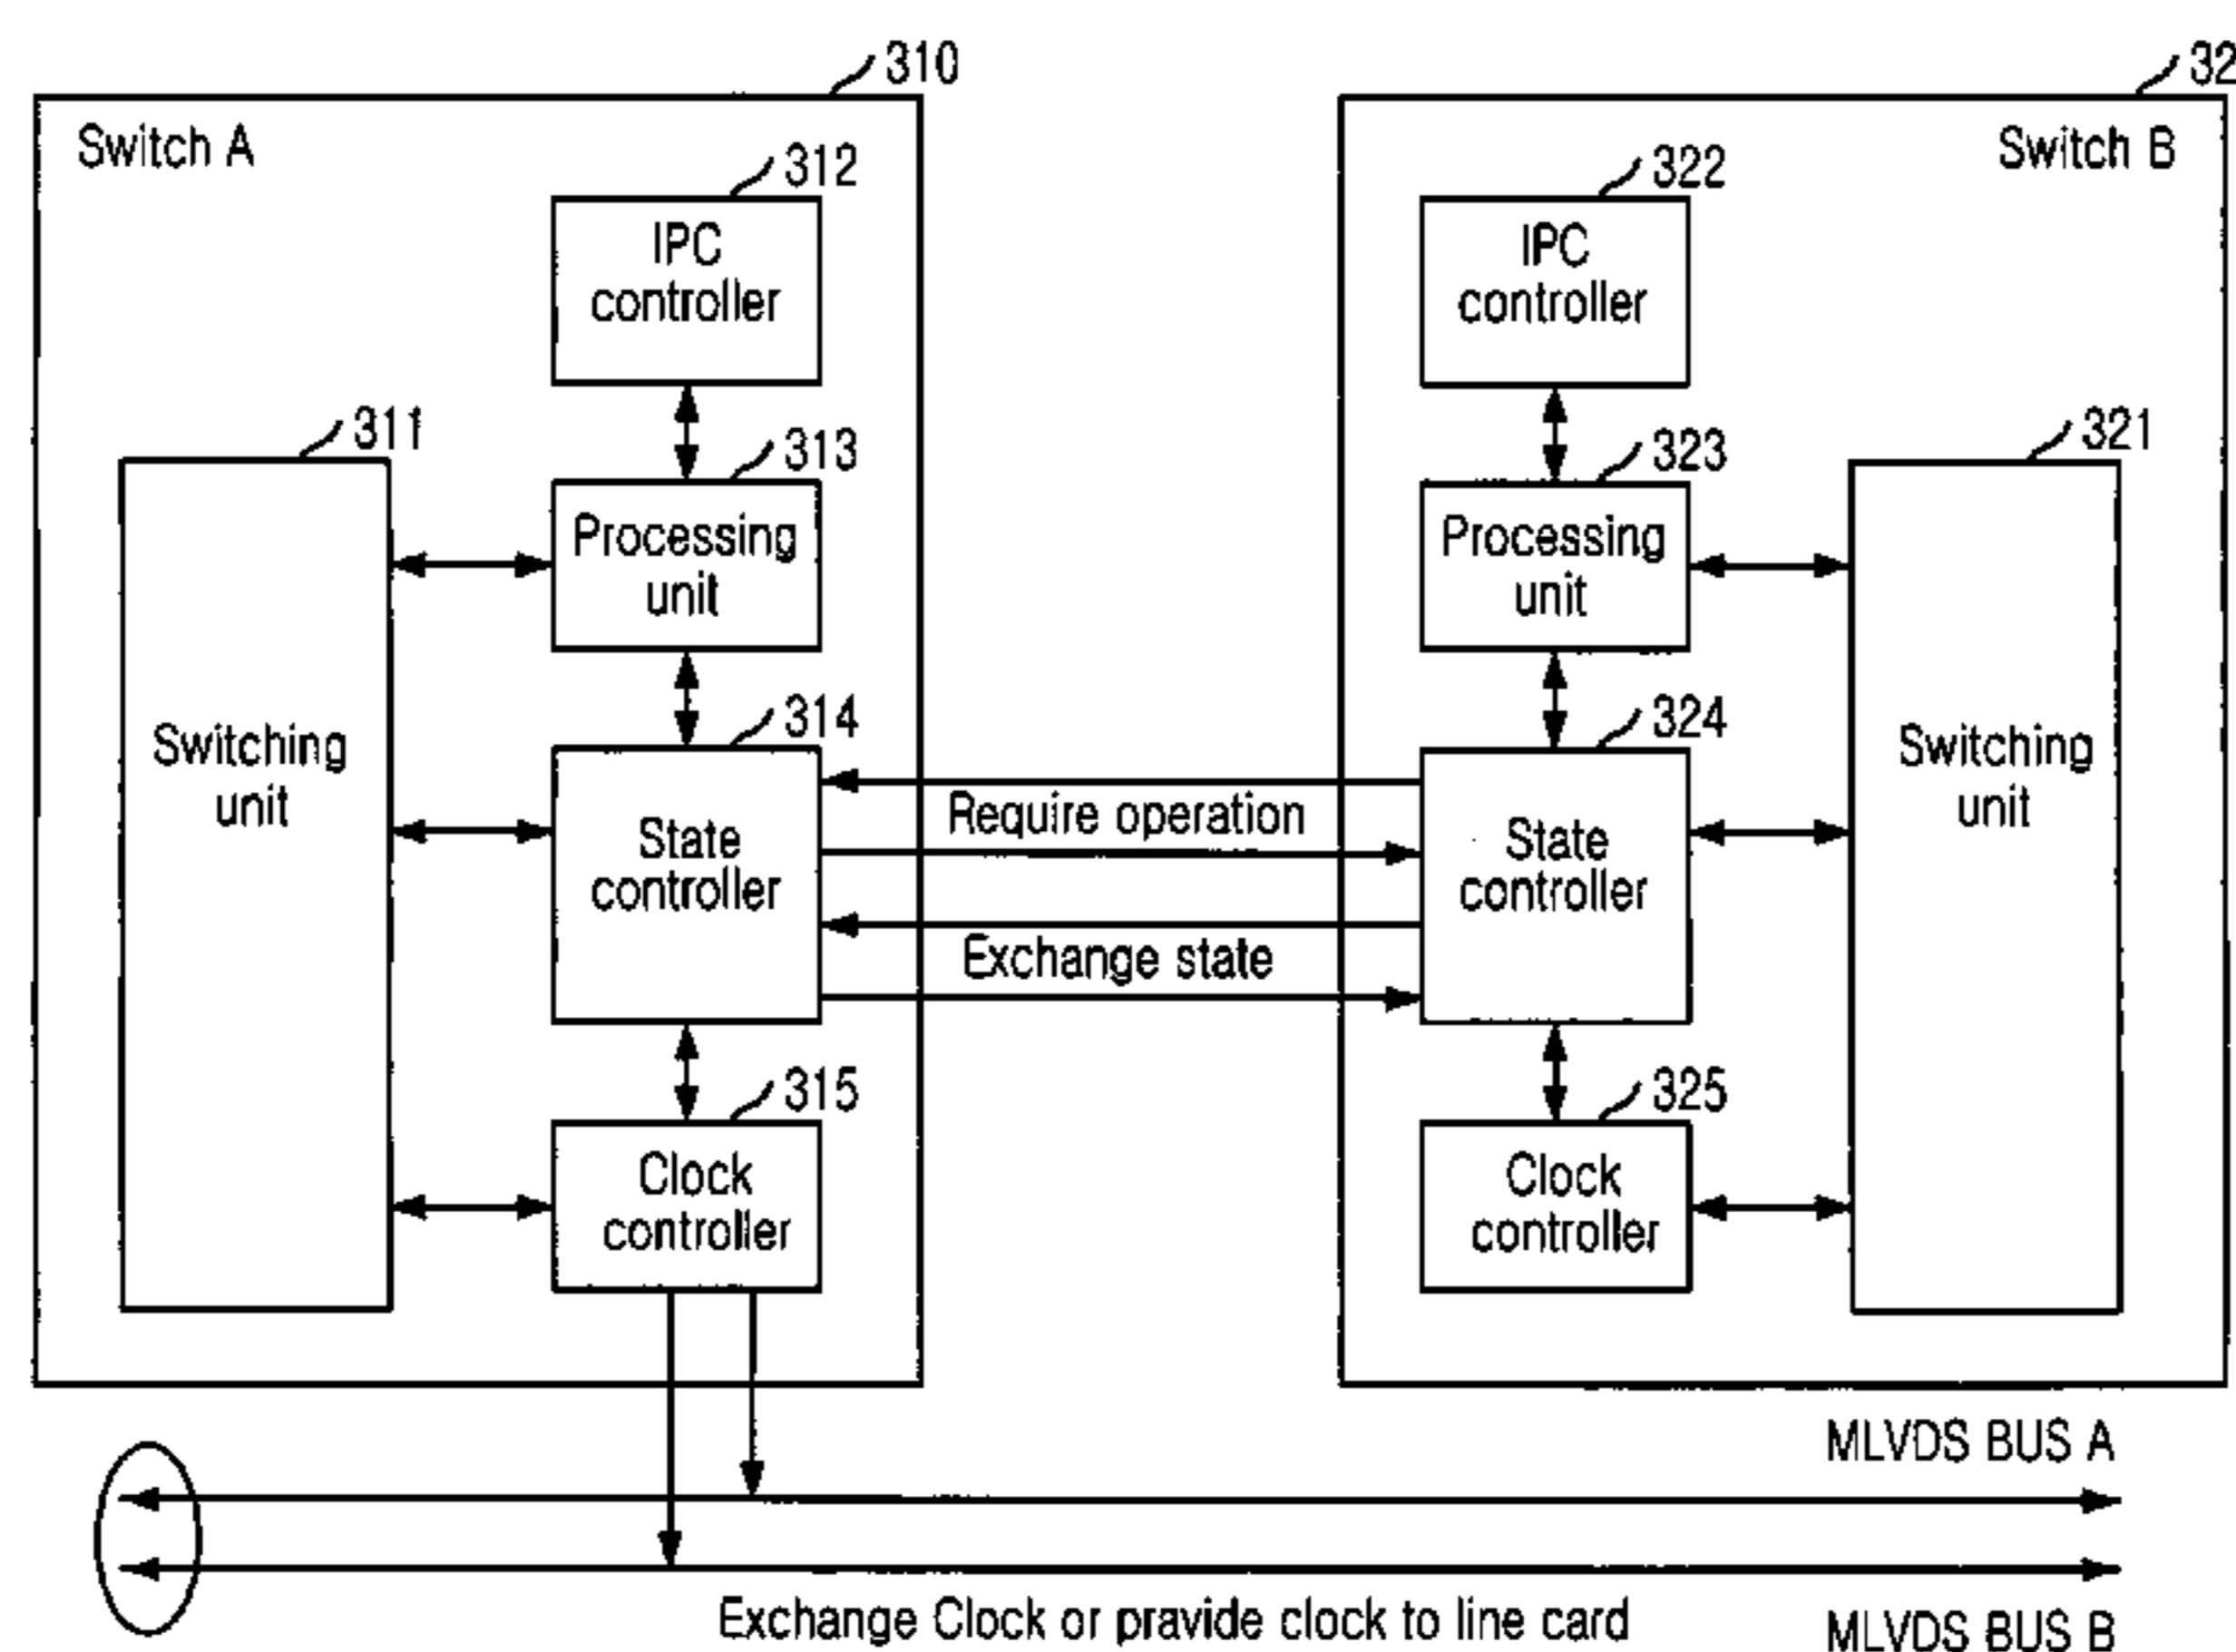 310
32
Switch A
Switch B
312
IPC
controller
322
IPC
controller
311
313
Processing
unit
323
Processing
unit
321
Switching
unit
314
State
controller
Require operation
Exchange state
324
State
controller
Switching
unit
315
Clock
controller
325
Clock
controller
MLVDS BUS A
Exchange Clock or pravide clock to line card
MLVDS BUS B